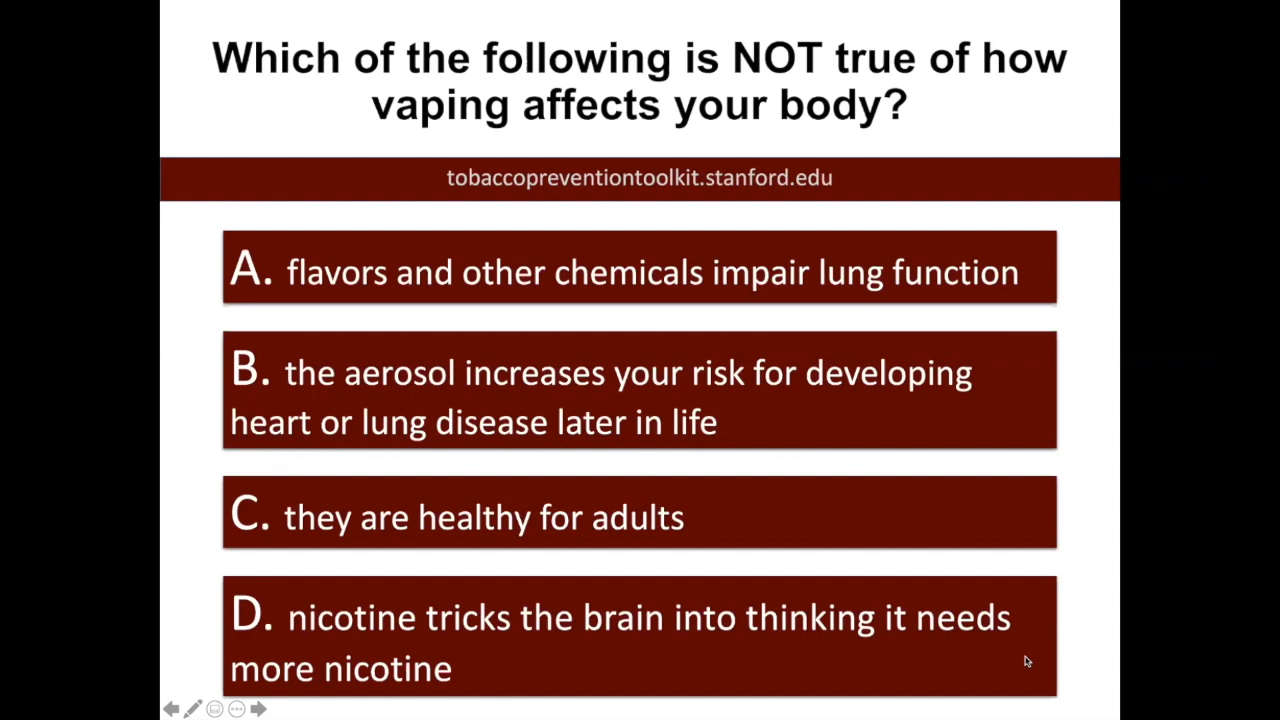 Which of the following is NOT true of how
vaping affects your body?
tobaccopreventiontoolkit.stanford.edu
A. flavors and other chemicals impair lung function
B. the aerosol increases your risk for developing
heart or lung disease later in life
C. they are healthy for adults
D. nicotine tricks the brain into thinking it needs
more nicotine